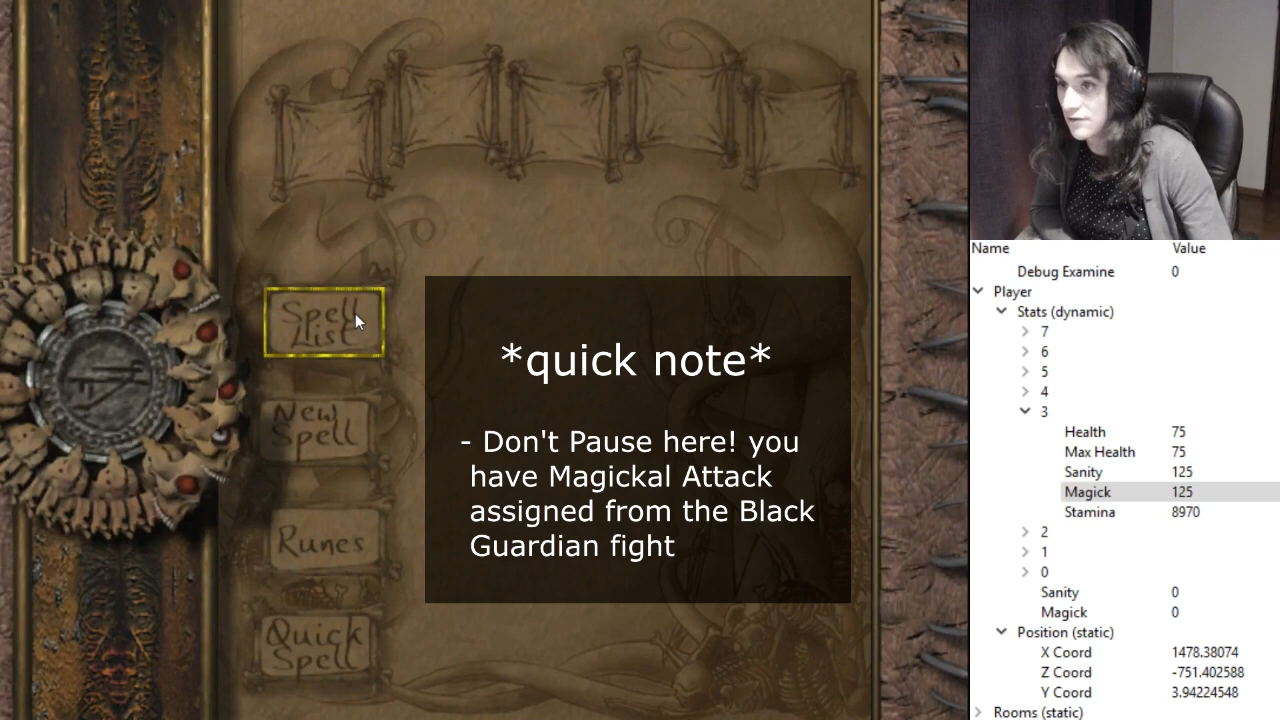 Spell
List
New
Spell
Runes
Quick
Spell
*quick note*
- Don't Pause here! you
have Magickal Attack
assigned from the Black
Guardian fight
Name Value
Debug Examine 0
Player
Stats (dynamic)
7
6
5
4
3
Health 75
Max Health 75
Sanity 125
Magick 125
Stamina 8970
2
1
0
Sanity 0
Magick 0
Position (static)
X Coord 1478.38074
Z Coord -751.402588
Y Coord 3.94224548
Rooms (static)